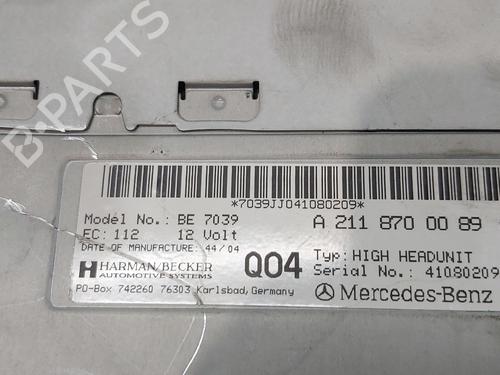 B-PARTS
*7039JJ041080209*
Model No.: BE 7039
A 211 870 00 89
EC: 112 12 Volt
DATE OF MANUFACTURE: 44/04
Typ: HIGH HEADUNIT
HARMAN/BECKER
AUTOMOTIVE SYSTEMS
Q04
Serial No.: 41080209
PO-Box 742260 76303 Karlsbad, Germany
Mercedes-Benz